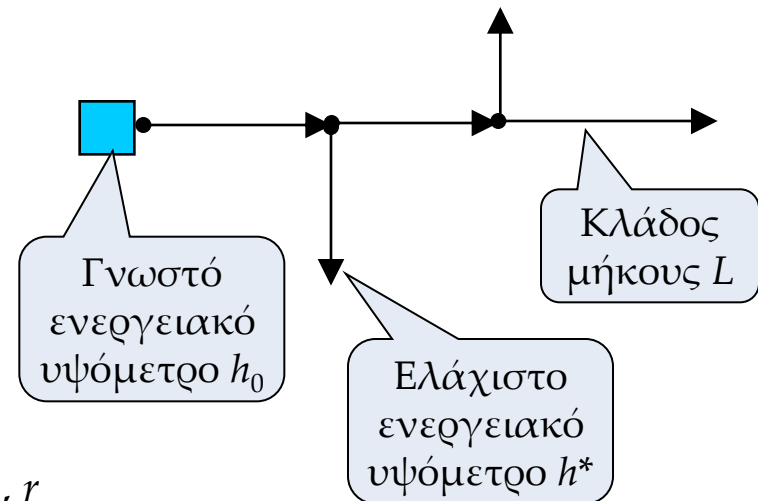 Κλάδος
μήκους L
Γνωστό
ενεργειακό
υψόμετρο h₀
Ελάχιστο
ενεργειακό
υψόμετρο h*
, r